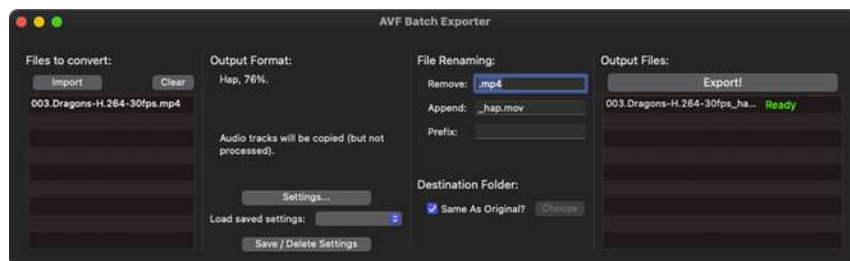 AVF Batch Exporter
Files to convert:
Import Clear
003.Dragons-H.264-30fps.mp4
Output Format:
Hap, 76%.
Audio tracks will be copied (but not
processed).
Settings...
Load saved settings:
Save / Delete Settings
File Renaming:
Remove: .mp4
Append: _hap.mov
Prefix:
Destination Folder:
Same As Original? Choose
Output Files:
Export!
003.Dragons-H.264-30fps_ha... Ready